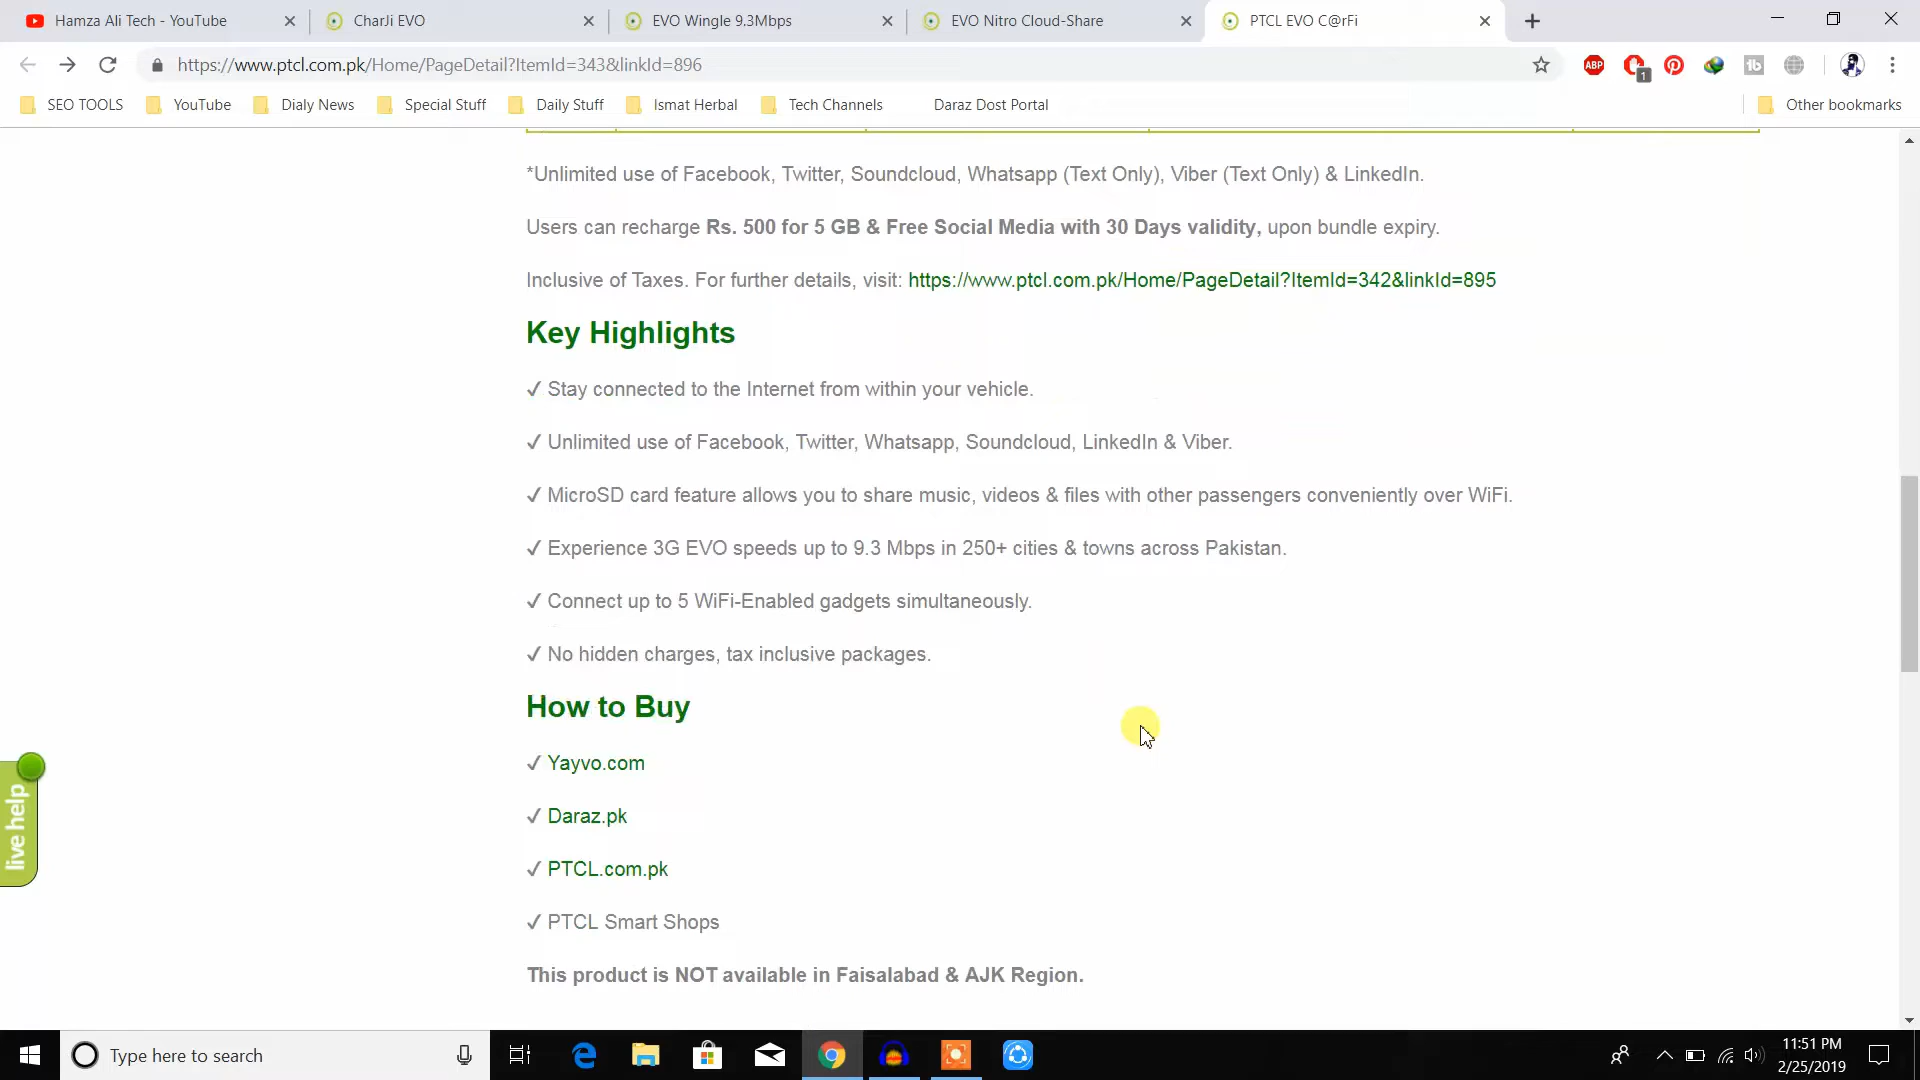 Hamza Ali Tech - YouTube
CharJi EVO
EVO Wingle 9.3Mbps
EVO Nitro Cloud-Share
PTCL EVO C@rFi
https://www.ptcl.com.pk/Home/PageDetail?ItemId=343&linkId=896
ABP
1
tb
SEO TOOLS
YouTube
Dialy News
Special Stuff
Daily Stuff
Ismat Herbal
Tech Channels
Daraz Dost Portal
Other bookmarks
*Unlimited use of Facebook, Twitter, Soundcloud, Whatsapp (Text Only), Viber (Text Only) & LinkedIn.
Users can recharge Rs. 500 for 5 GB & Free Social Media with 30 Days validity, upon bundle expiry.
Inclusive of Taxes. For further details, visit: https://www.ptcl.com.pk/Home/PageDetail?ItemId=342&linkId=895
Key Highlights
✓ Stay connected to the Internet from within your vehicle.
✓ Unlimited use of Facebook, Twitter, Whatsapp, Soundcloud, LinkedIn & Viber.
✓ MicroSD card feature allows you to share music, videos & files with other passengers conveniently over WiFi.
✓ Experience 3G EVO speeds up to 9.3 Mbps in 250+ cities & towns across Pakistan.
✓ Connect up to 5 WiFi-Enabled gadgets simultaneously.
✓ No hidden charges, tax inclusive packages.
How to Buy
✓ Yayvo.com
✓ Daraz.pk
✓ PTCL.com.pk
✓ PTCL Smart Shops
This product is NOT available in Faisalabad & AJK Region.
live help
Type here to search
11:51 PM
2/25/2019